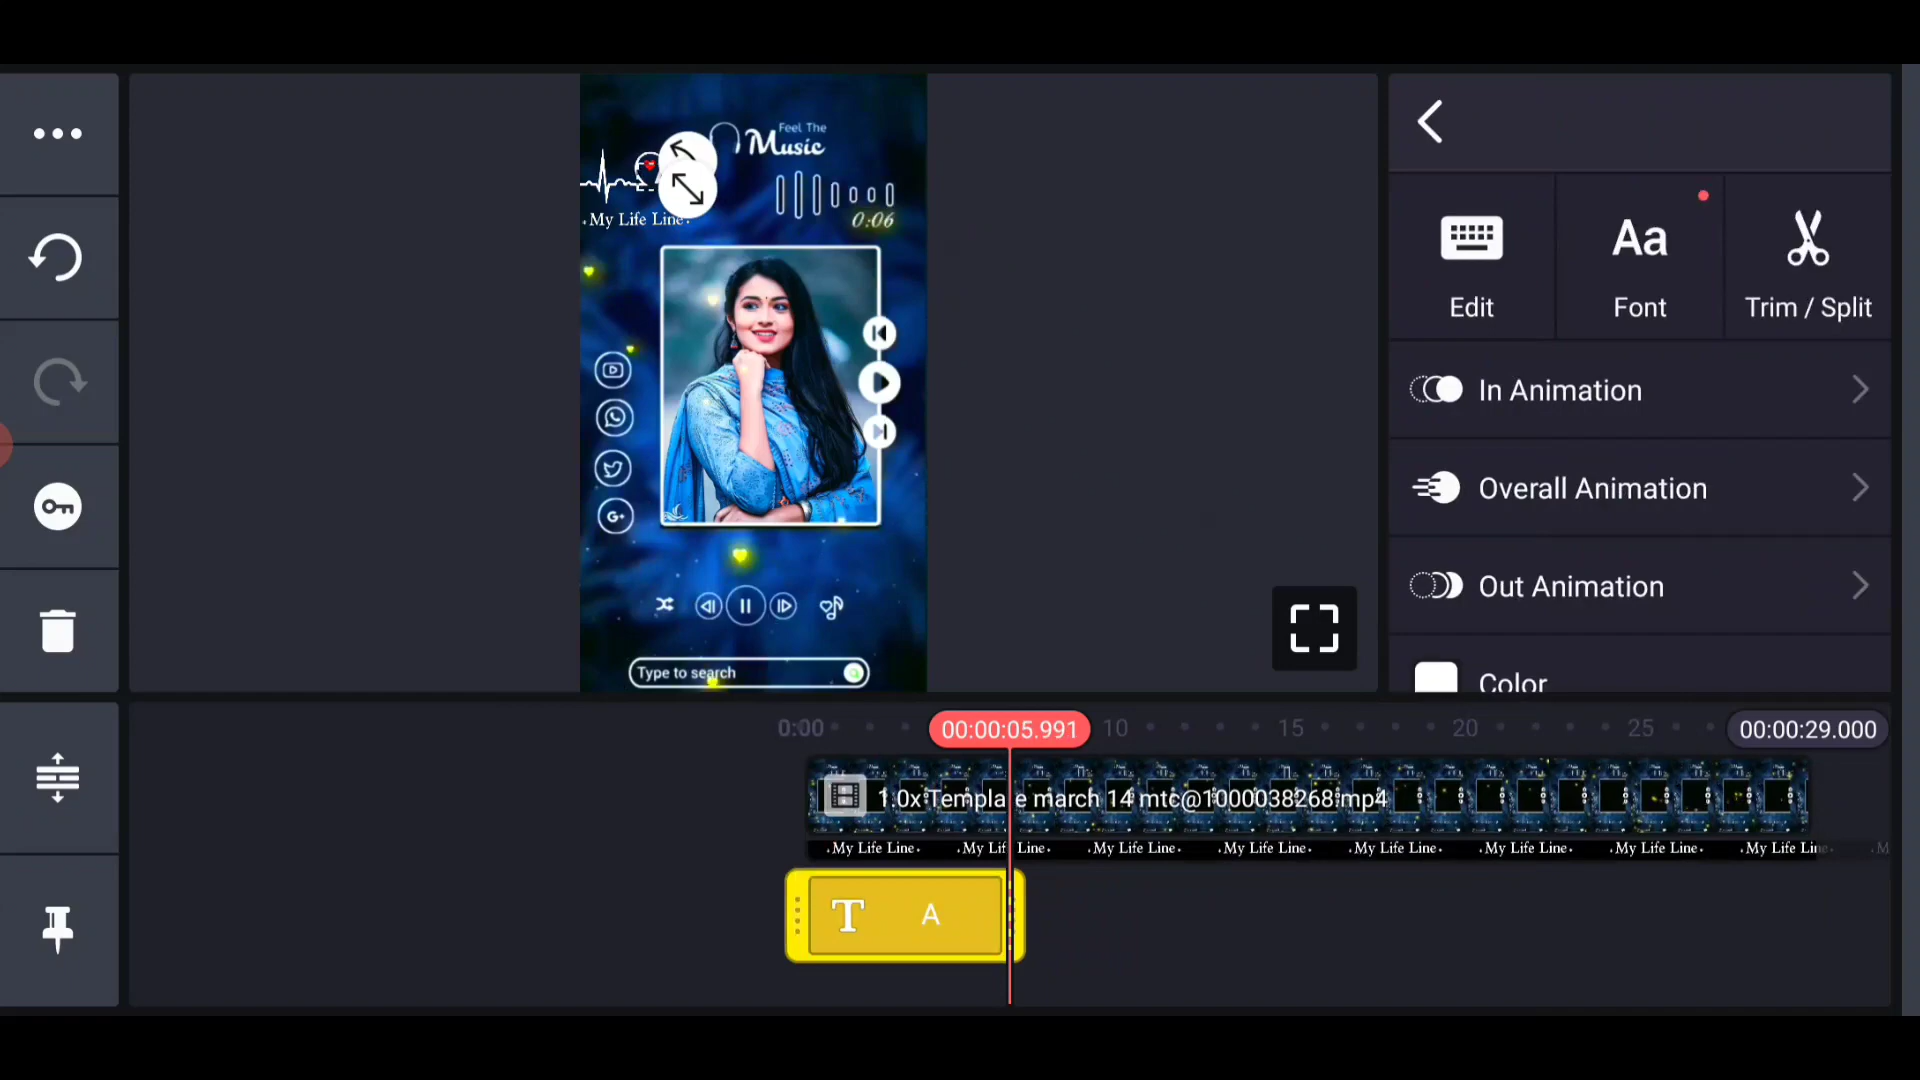 Feel The
Music
My Life Line
0:06
G+
Type to search
Edit
Aa
Font
Trim / Split
In Animation
Overall Animation
Out Animation
Color
0:00
00:00:05.991
10
15
20
25
00:00:29.000
1.0x Template march 14 mtc@1000038268.mp4
.My Life Line. .My Lif Line. .My Life Line. .My Life Line. .My Life Line. .My Life Line. .My Life Line. .My Life Line M
T A